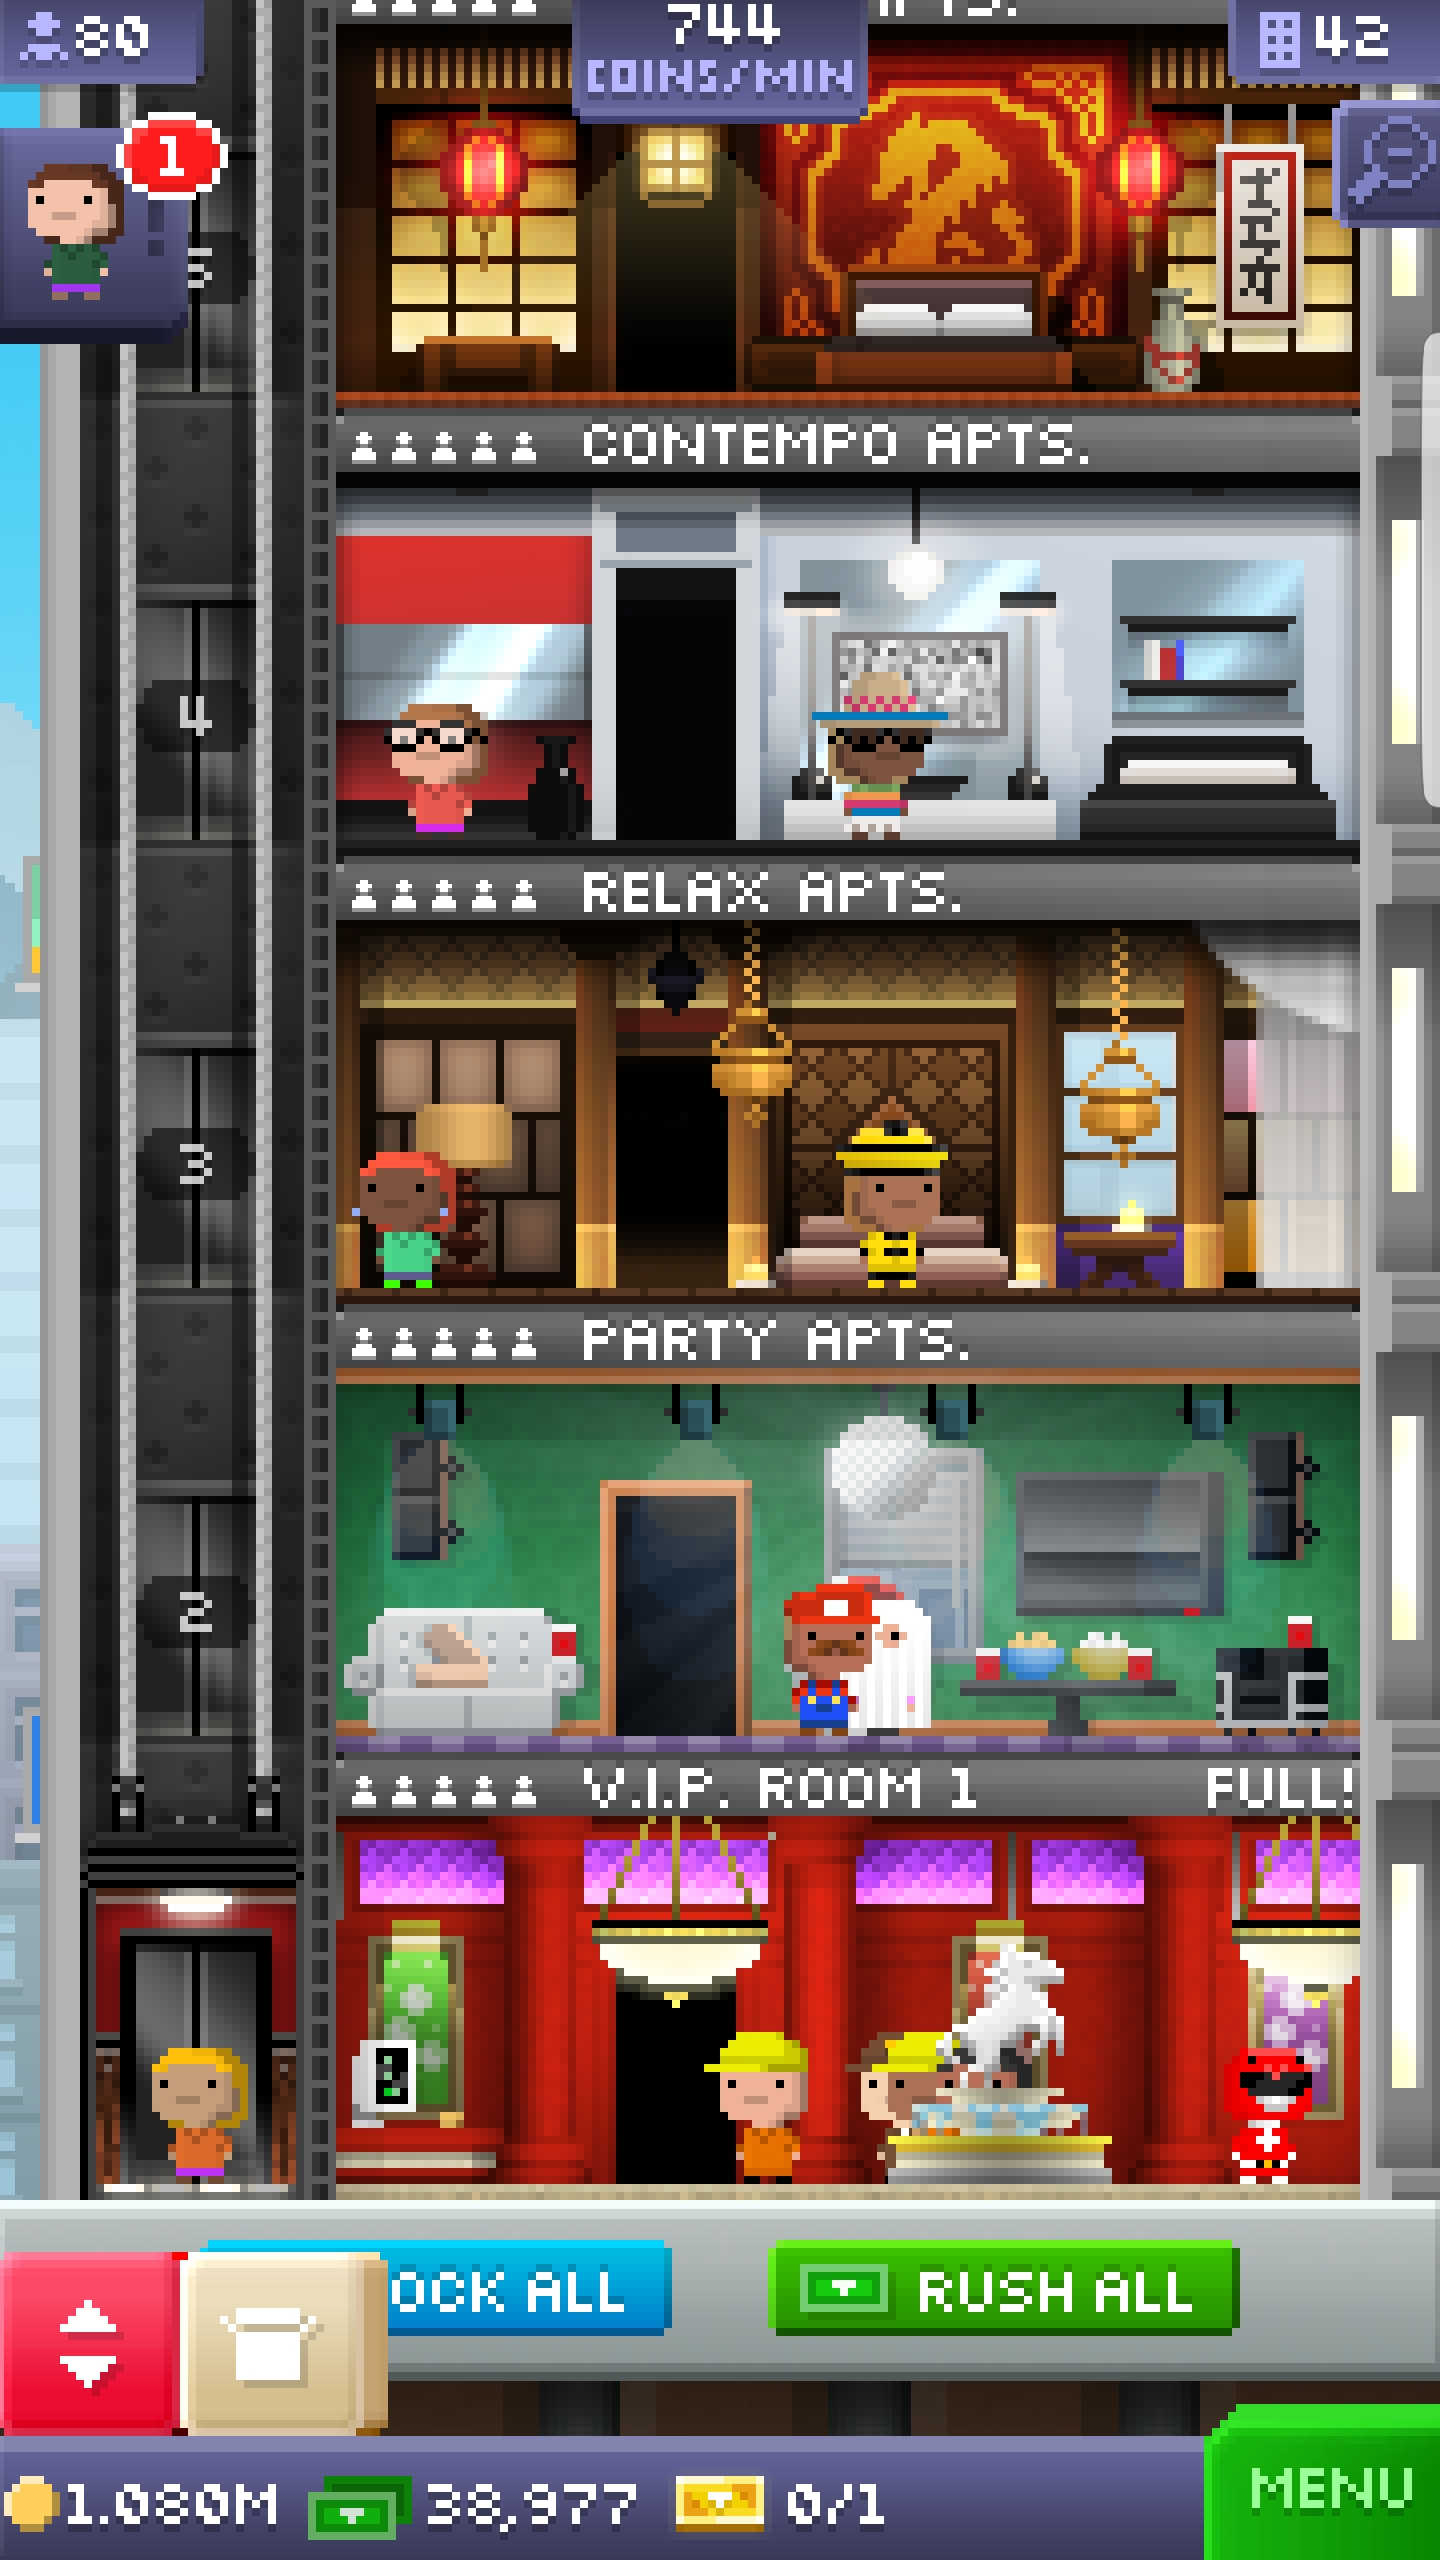 80
744
COINS/MIN
42
1
5
CONTEMPO APTS.
4
RELAX APTS.
3
PARTY APTS.
2
V.I.P. ROOM 1 FULL!
OCK ALL
RUSH ALL
1.080M 38,977 0/1
MENU